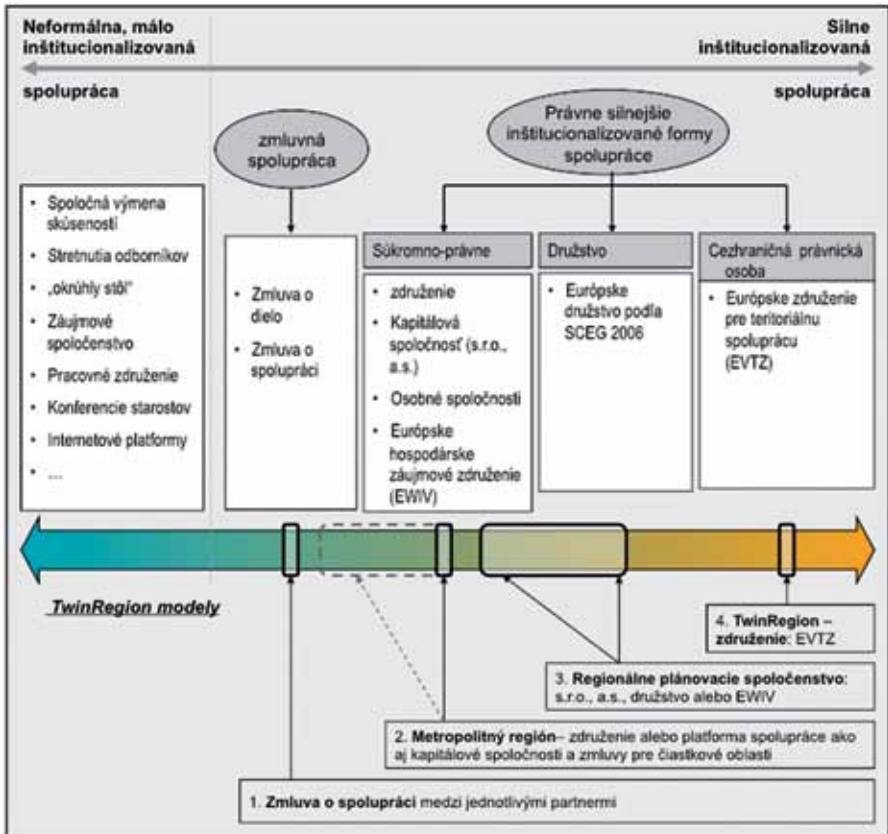 Neformálna, málo
inštitucionalizovaná
spolupráca
Silne
inštitucionalizovaná
spolupráca
zmluvná
spolupráca
Právne silnejšie
inštitucionalizované formy
spolupráce
• Spoločná výmena
skúseností
• Stretnutia odborníkov
• „okrúhly stôl“
• Záujmové
spoločenstvo
• Pracovné združenie
• Konferencie starostov
• Internetové platformy
• ...
• Zmluva o
dielo
• Zmluva o
spolupráci
Súkromno-právne
• združenie
• Kapitálová
spoločnosť (s.r.o.,
a.s.)
• Osobné spoločnosti
• Európske
hospodárske
záujmové združenie
(EWIV)
Družstvo
• Európske
družstvo podľa
SCEG 2006
Cezhraničná právnická
osoba
• Európske združenie
pre teritoriálnu
spoluprácu
(EVTZ)
TwinRegion modely
4. TwinRegion –
združenie: EVTZ
3. Regionálne plánovacie spoločenstvo:
s.r.o., a.s., družstvo alebo EWIV
2. Metropolitný región– združenie alebo platforma spolupráce ako
aj kapitálové spoločnosti a zmluvy pre čiastkové oblasti
1. Zmluva o spolupráci medzi jednotlivými partnermi